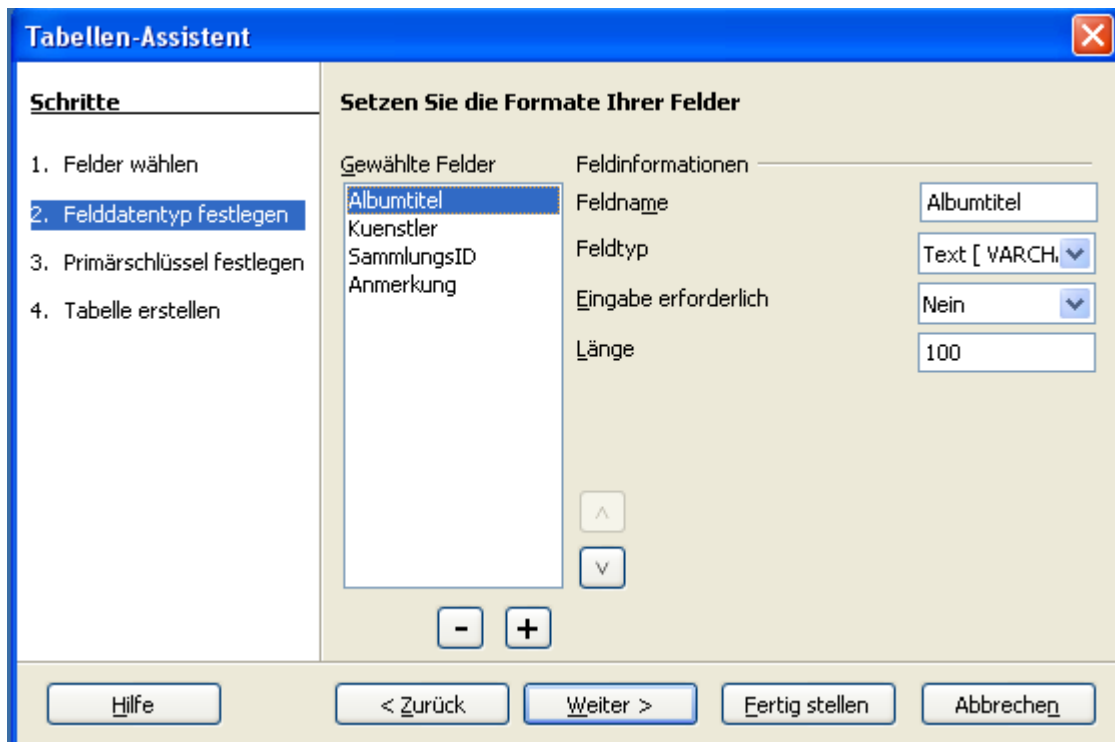 Tabellen-Assistent
Schritte
1. Felder wählen
2. Felddatentyp festlegen
3. Primärschlüssel festlegen
4. Tabelle erstellen
Setzen Sie die Formate Ihrer Felder
Gewählte Felder
Albumtitel
Kuenstler
SammlungsID
Anmerkung
Feldinformationen
Feldname Albumtitel
Feldtyp Text [ VARCHA
Eingabe erforderlich Nein
Länge 100
- +
Hilfe < Zurück Weiter > Fertig stellen Abbrechen